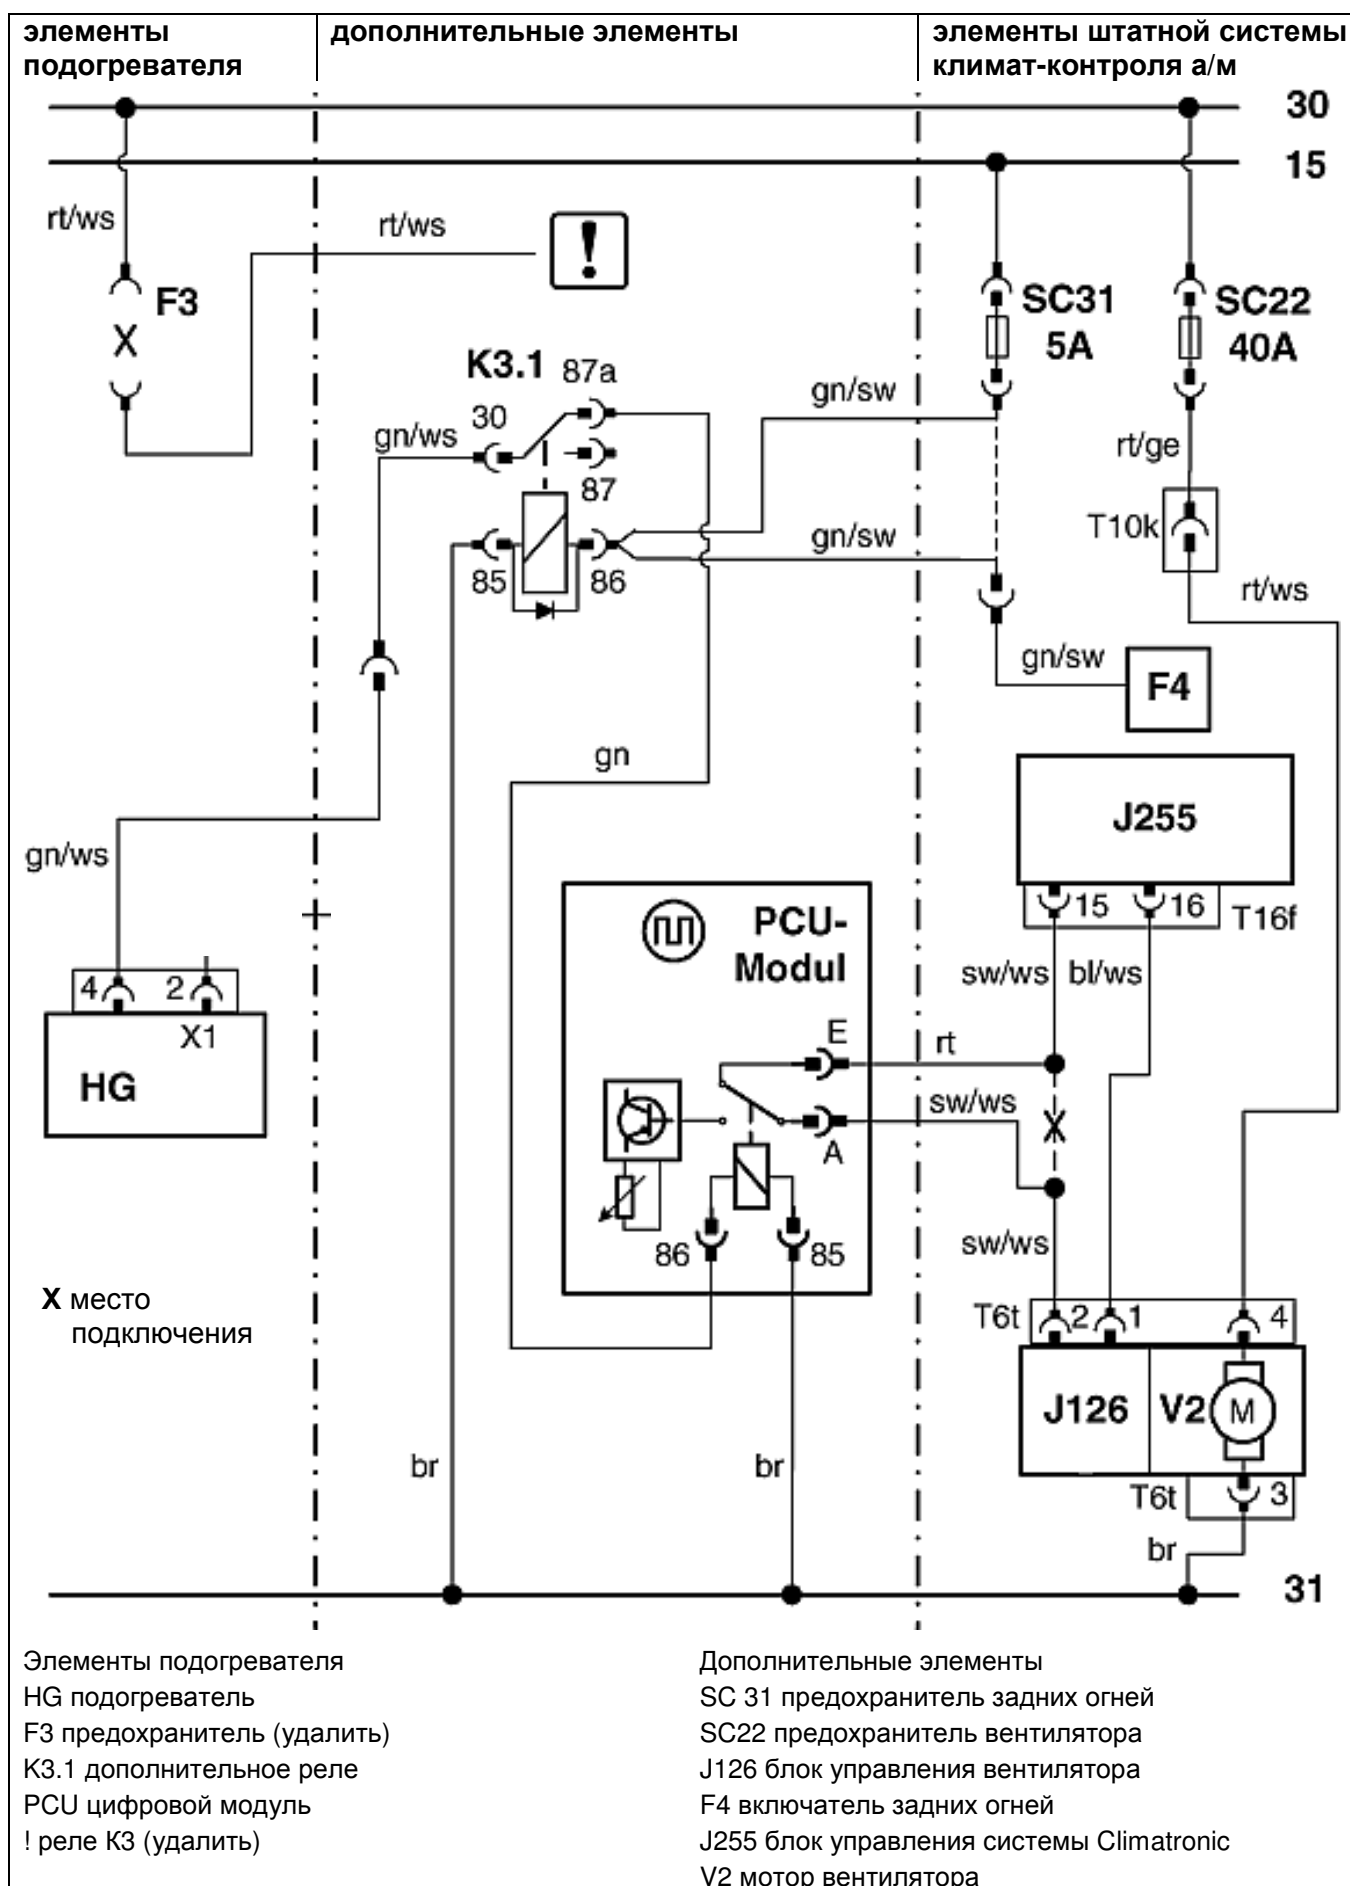 элементы подогревателя
дополнительные элементы
элементы штатной системы климат-контроля а/м
30
15
rt/ws
rt/ws
!
F3
X
SC31
5A
SC22
40A
K3.1
87a
30
gn/ws
87
85
86
gn/sw
gn/sw
rt/ge
T10k
rt/ws
gn/sw
F4
gn
J255
gn/ws
15
16
T16f
PCU-
Modul
sw/ws
bl/ws
4
2
X1
HG
E
rt
sw/ws
A
X
86
85
sw/ws
X место
подключения
T6t
2
1
4
J126
V2
M
br
br
T6t
3
br
31
Элементы подогревателя
HG подогреватель
F3 предохранитель (удалить)
K3.1 дополнительное реле
PCU цифровой модуль
! реле К3 (удалить)
Дополнительные элементы
SC 31 предохранитель задних огней
SC22 предохранитель вентилятора
J126 блок управления вентилятора
F4 включатель задних огней
J255 блок управления системы Climatronic
V2 мотор вентилятора